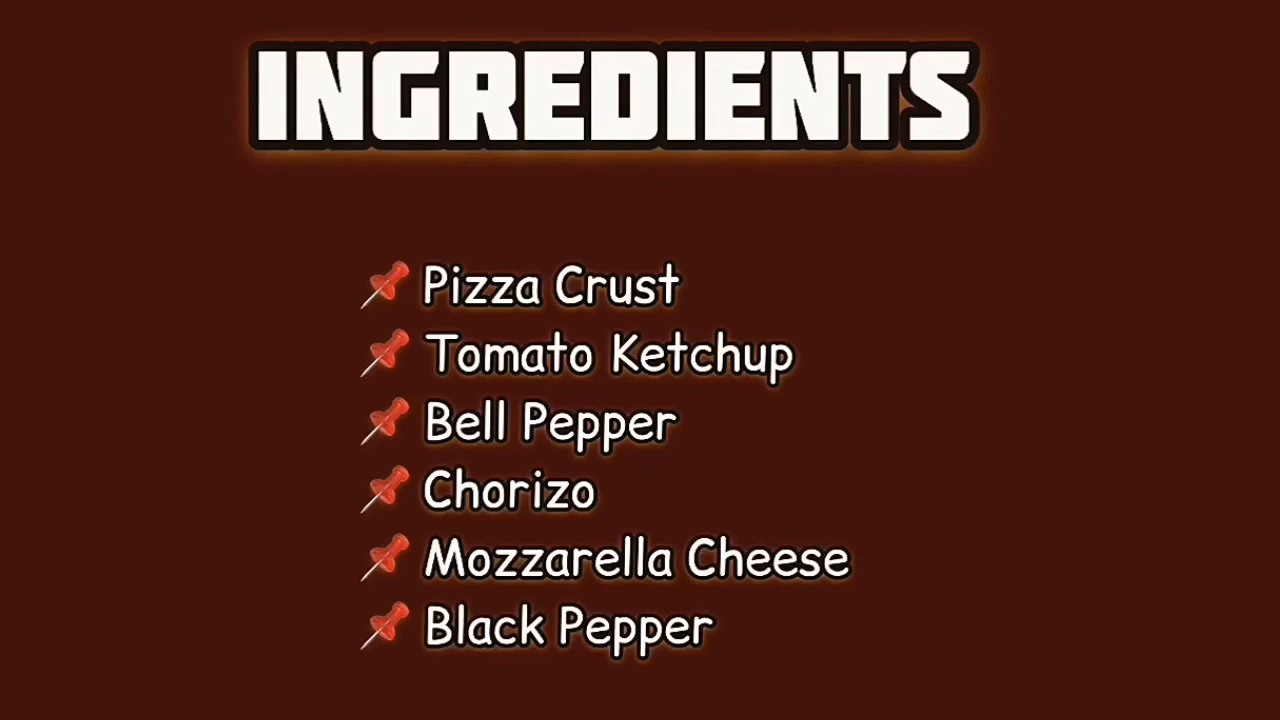 INGREDIENTS
📌 Pizza Crust
📌 Tomato Ketchup
📌 Bell Pepper
📌 Chorizo
📌 Mozzarella Cheese
📌 Black Pepper